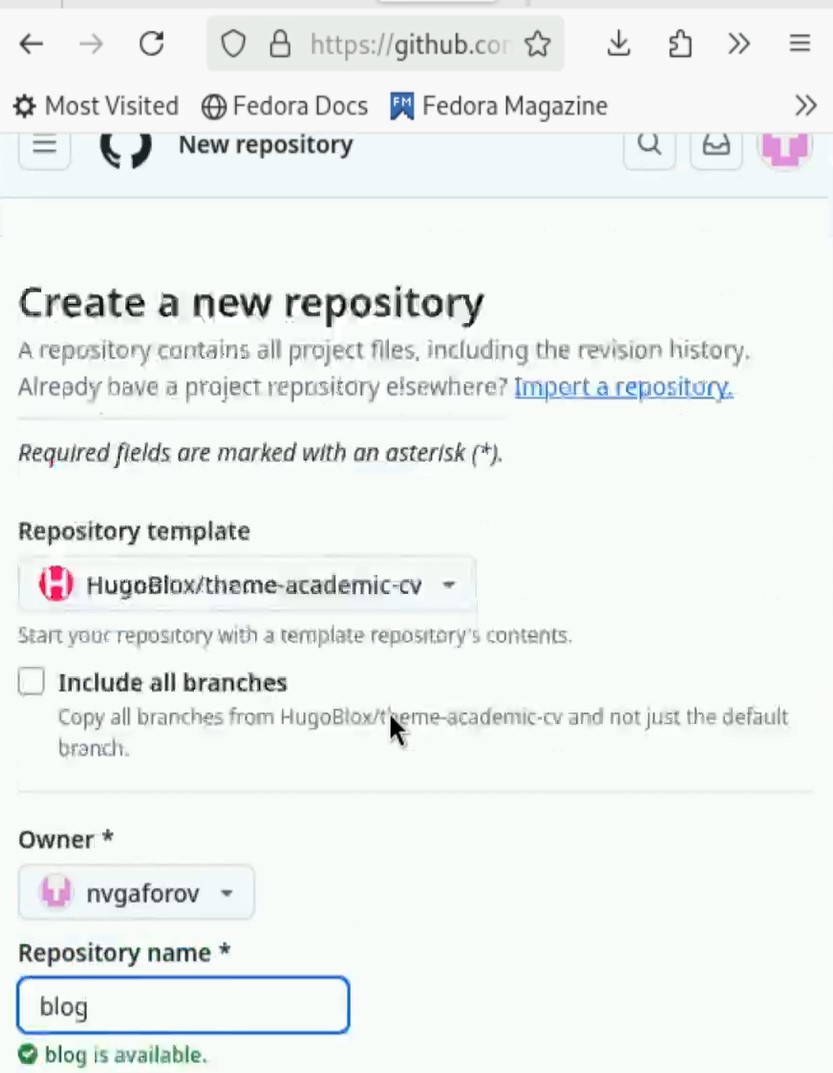 https://github.co
Most Visited Fedora Docs Fedora Magazine
New repository
Create a new repository
A repository contains all project files, including the revision history.
Already have a project repository elsewhere? Import a repository.
Required fields are marked with an asterisk (*).
Repository template
HugoBlox/theme-academic-cv
Start your repository with a template repository's contents.
Include all branches
Copy all branches from HugoBlox/theme-academic-cv and not just the default
branch.
Owner *
nvgaforov
Repository name *
blog
blog is available.